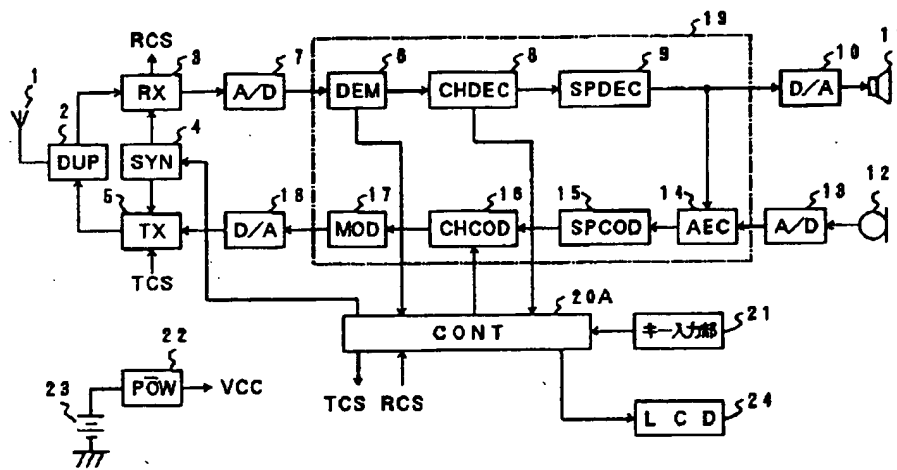 19
RCS
1
3
7
6
8
9
10
1
RX
A/D
DEM
CHDEC
SPDEC
D/A
2
4
DUP
SYN
5
18
17
16
15
14
13
12
TX
D/A
MOD
CHCOD
SPCOD
AEC
A/D
TCS
20A
21
CONT
キー入力部
22
23
POW
VCC
TCS RCS
24
LCD